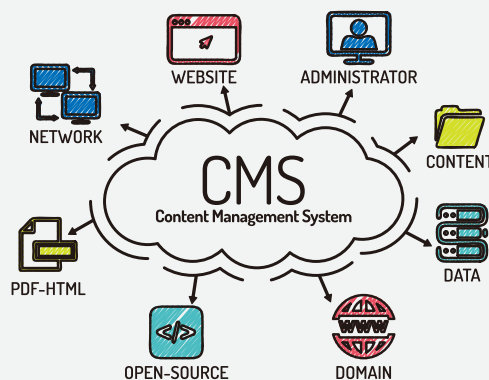 WEBSITE
ADMINISTRATOR
NETWORK
CONTENT
CMS
Content Management System
DATA
PDF-HTML
</>
WWW
OPEN-SOURCE
DOMAIN